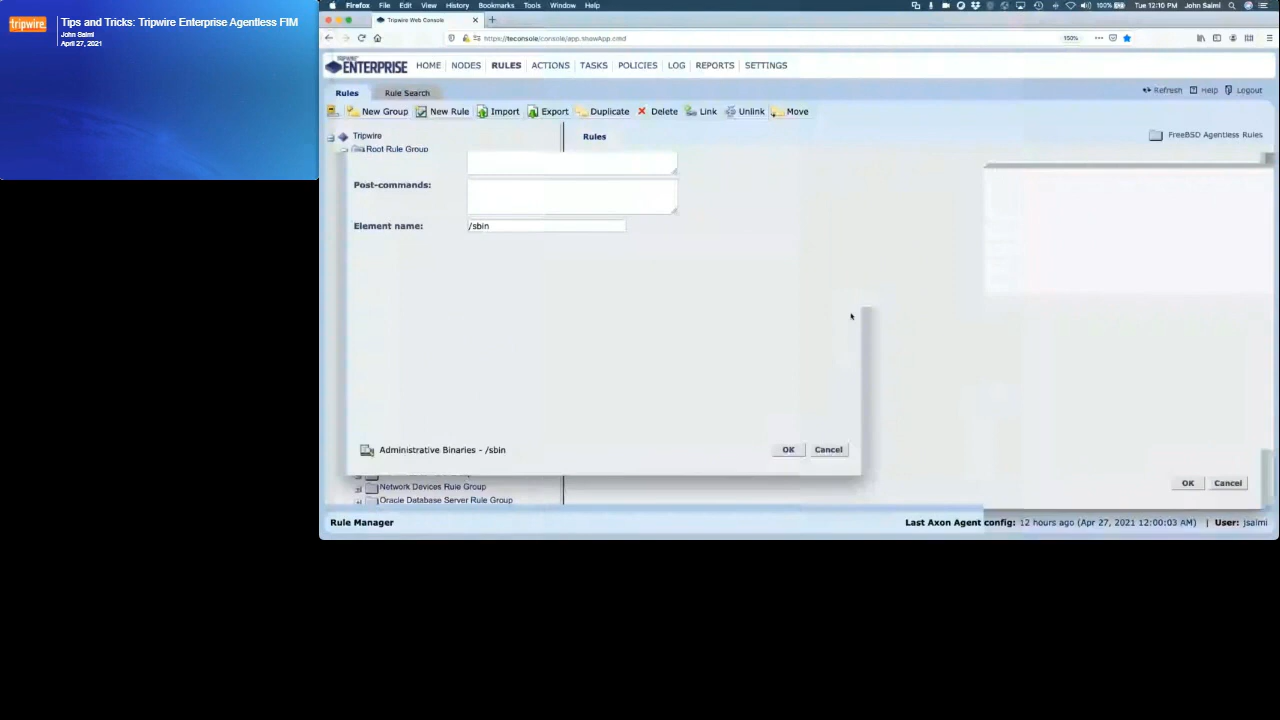 tripwire
Tips and Tricks: Tripwire Enterprise Agentless FIM
John Salmi
April 27, 2021
Firefox File Edit View History Bookmarks Tools Window Help
100% Tue 12:10 PM John Salmi
Tripwire Web Console
https://teconsole/console/app.showApp.cmd
150%
TRIPWIRE
ENTERPRISE HOME NODES RULES ACTIONS TASKS POLICIES LOG REPORTS SETTINGS
Rules Rule Search
Refresh Help Logout
New Group New Rule Import Export Duplicate Delete Link Unlink Move
Tripwire
Root Rule Group
Rules
FreeBSD Agentless Rules
Post-commands:
Element name: /sbin
Administrative Binaries - /sbin OK Cancel
Network Devices Rule Group
Oracle Database Server Rule Group
OK Cancel
Rule Manager
Last Axon Agent config: 12 hours ago (Apr 27, 2021 12:00:03 AM) | User: jsalmi